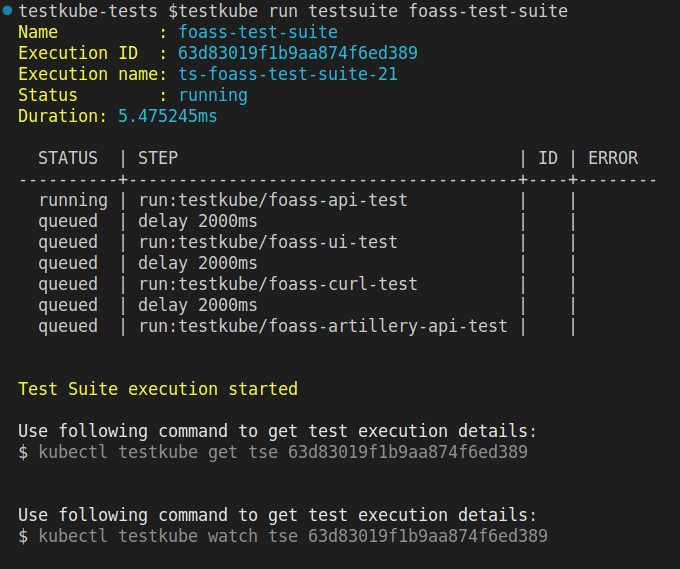 testkube-tests $testkube run testsuite foass-test-suite
Name          : foass-test-suite
Execution ID  : 63d83019f1b9aa874f6ed389
Execution name: ts-foass-test-suite-21
Status        : running
Duration: 5.475245ms
  STATUS  | STEP                                  | ID | ERROR
----------+---------------------------------------+----+--------
  running | run:testkube/foass-api-test           |    |
  queued  | delay 2000ms                          |    |
  queued  | run:testkube/foass-ui-test            |    |
  queued  | delay 2000ms                          |    |
  queued  | run:testkube/foass-curl-test          |    |
  queued  | delay 2000ms                          |    |
  queued  | run:testkube/foass-artillery-api-test |    |
Test Suite execution started
Use following command to get test execution details:
$ kubectl testkube get tse 63d83019f1b9aa874f6ed389
Use following command to get test execution details:
$ kubectl testkube watch tse 63d83019f1b9aa874f6ed389